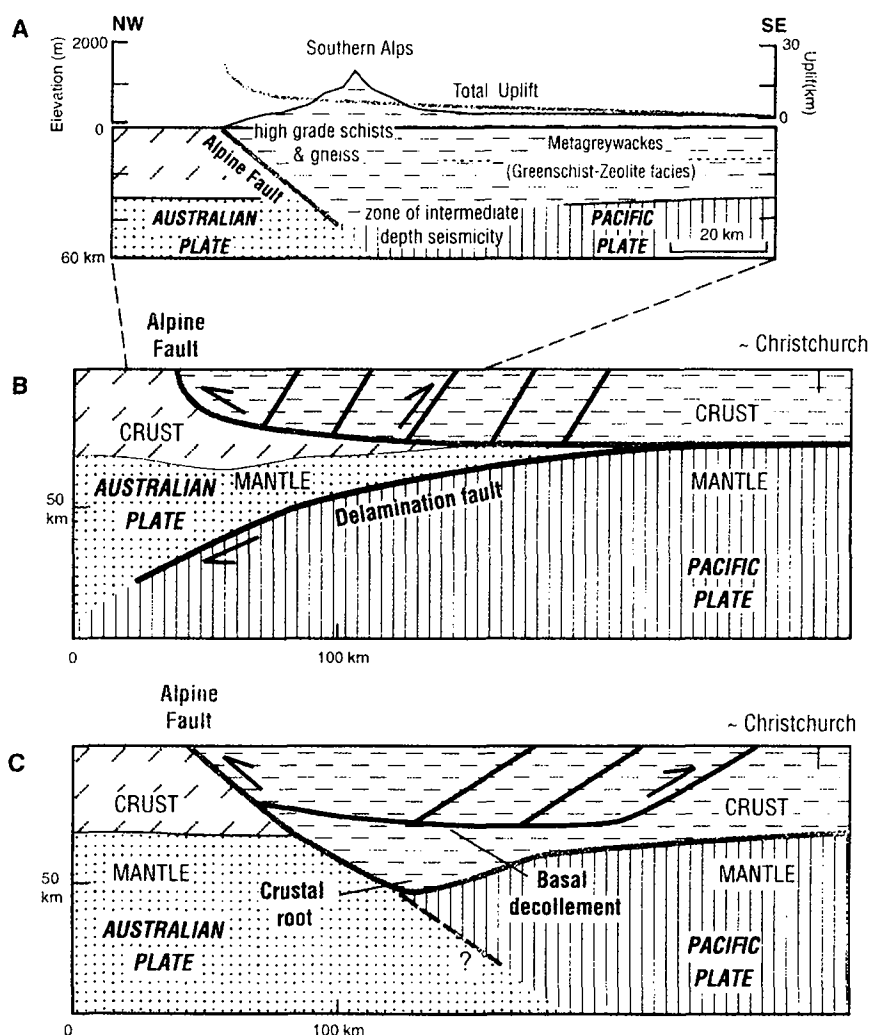 A
NW
SE
2000
Elevation (m)
0
60 km
Southern Alps
Total Uplift
30
Uplift(km)
0
high grade schists
& gneiss
Alpine Fault
Metagreywackes
(Greenschist-Zeolite facies)
AUSTRALIAN
PLATE
zone of intermediate
depth seismicity
PACIFIC
PLATE
20 km
B
Alpine
Fault
~ Christchurch
CRUST
CRUST
AUSTRALIAN
PLATE
MANTLE
MANTLE
50
km
Delamination fault
PACIFIC
PLATE
0
100 km
C
Alpine
Fault
~ Christchurch
CRUST
CRUST
MANTLE
MANTLE
50
km
Crustal
root
Basal
decollement
AUSTRALIAN
PLATE
?
PACIFIC
PLATE
0
100 km